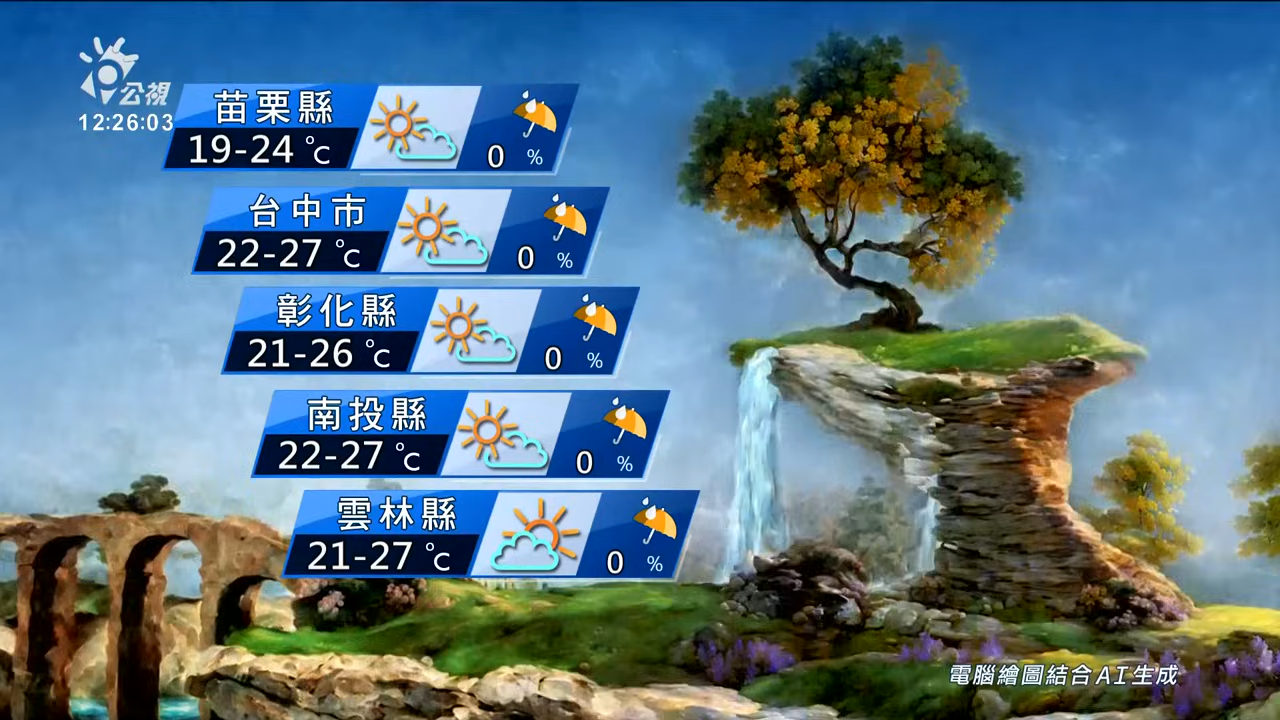 公視
12:26:03
苗栗縣
19-24 ℃
0 %
台中市
22-27 ℃
0 %
彰化縣
21-26 ℃
0 %
南投縣
22-27 ℃
0 %
雲林縣
21-27 ℃
0 %
電腦繪圖結合AI生成